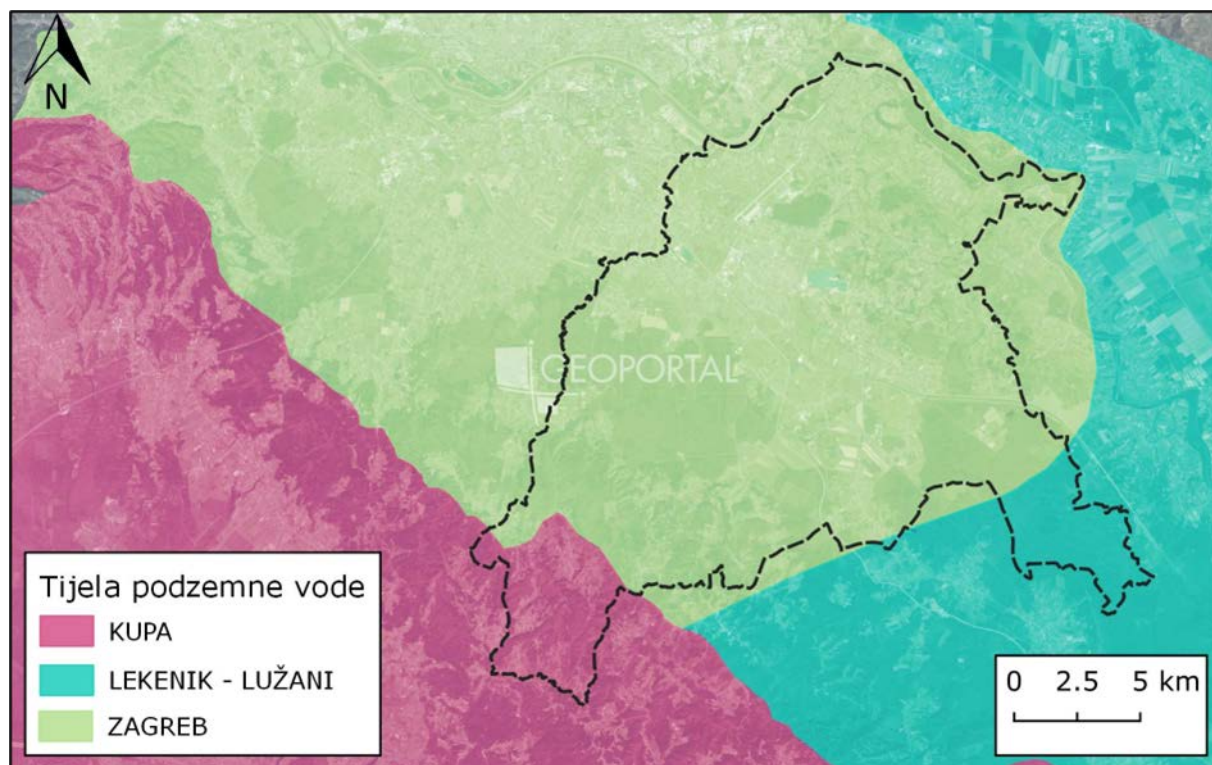 N
GEOPORTAL
Tijela podzemne vode
KUPA
LEKENIK - LUŽANI
ZAGREB
0 2.5 5 km